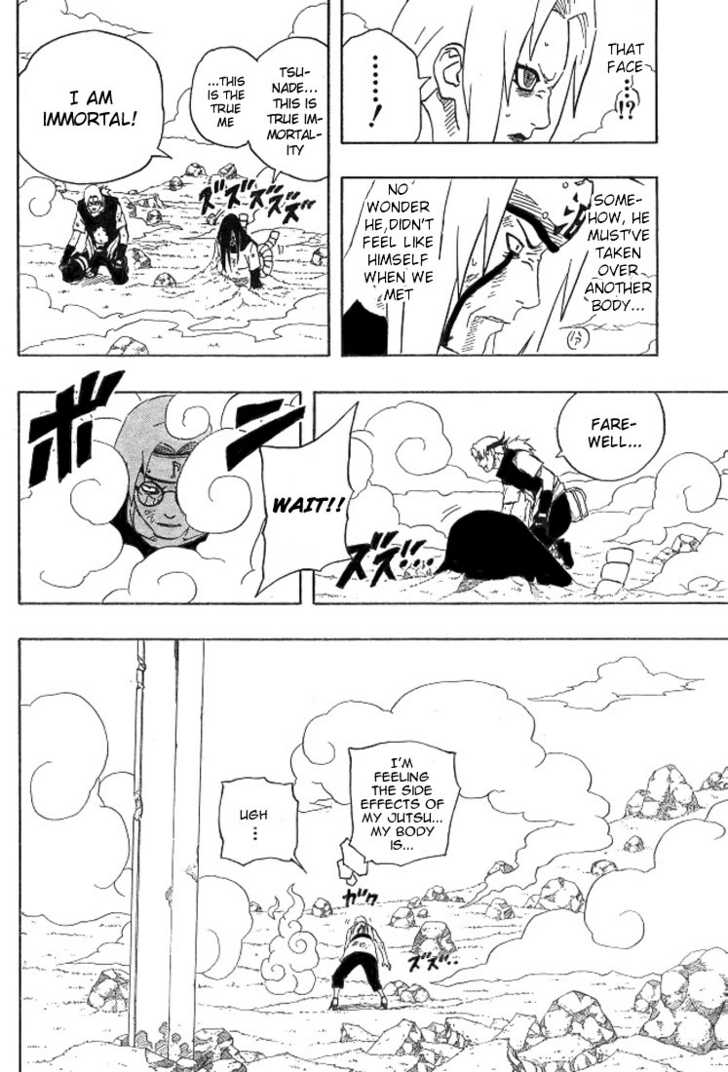 THAT
FACE
...!?
......!
TSU-
NADE...
THIS IS
TRUE IM-
MORTAL-
ITY
...THIS
IS THE
TRUE
ME
I AM
IMMORTAL!
ズズズズズ
SOME-
HOW, HE
MUST'VE
TAKEN
OVER
ANOTHER
BODY...
NO
WONDER
HE,DIDN'T
FEEL LIKE
HIMSELF
WHEN WE
MET
!?
FARE-
WELL...
ズズ...
WAIT!!
ボン
I'M
FEELING
THE SIDE
EFFECTS OF
MY JUTSU...
MY BODY
IS...
UGH
...
ガク
ズズ...